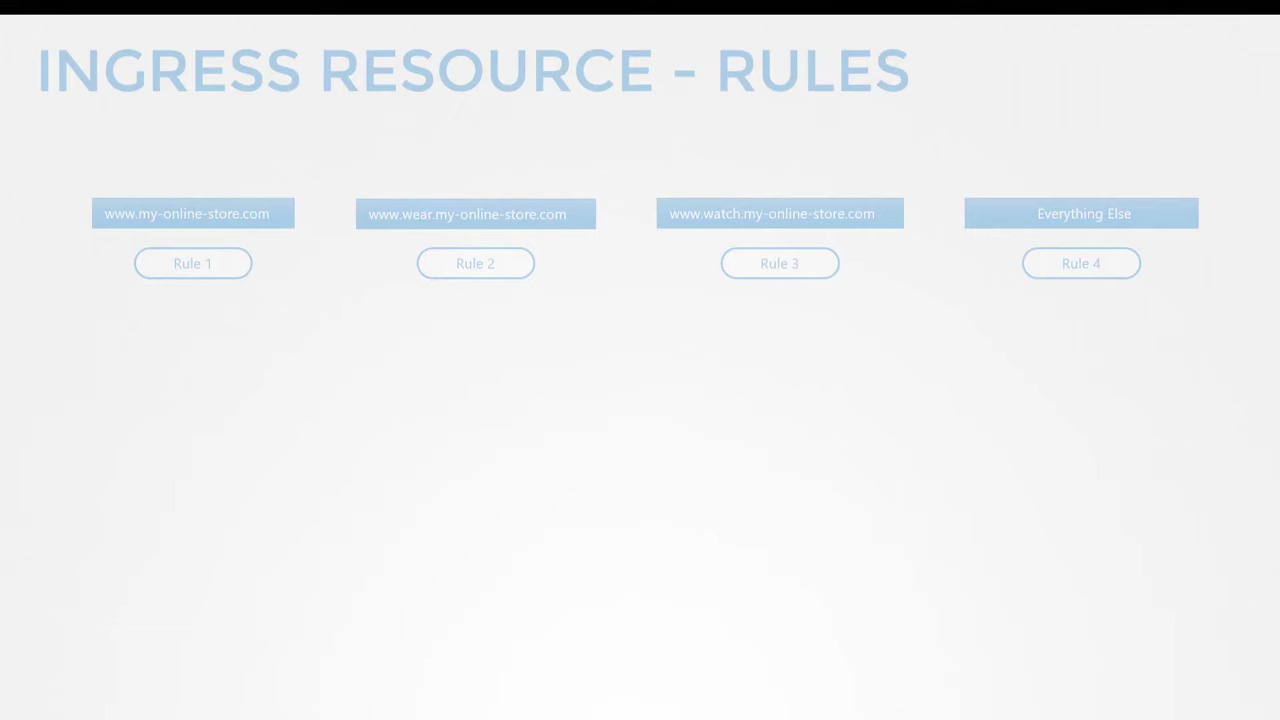 INGRESS RESOURCE - RULES
www.my-online-store.com
www.wear.my-online-store.com
www.watch.my-online-store.com
Everything Else
Rule 1
Rule 2
Rule 3
Rule 4